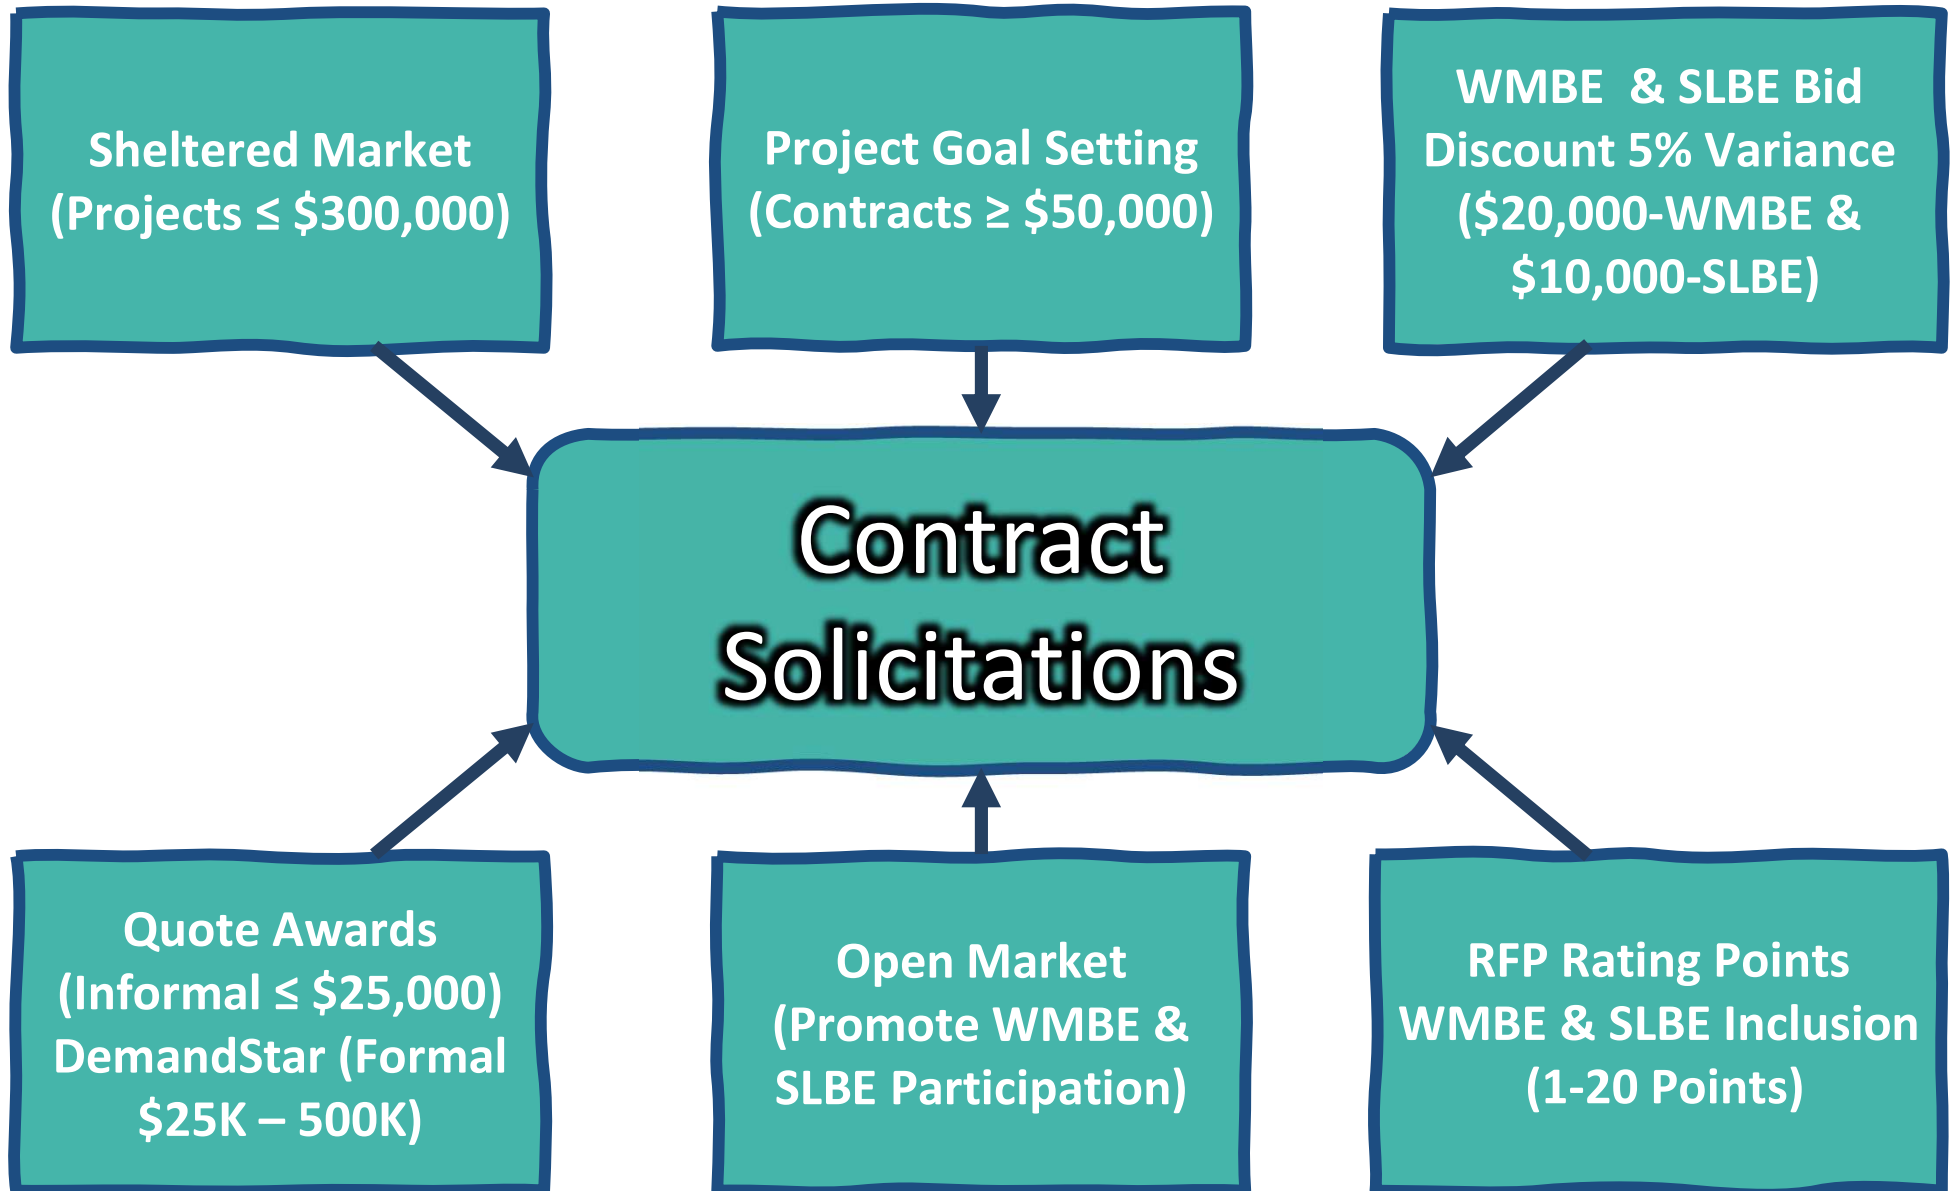 Sheltered Market
(Projects ≤ $300,000)
Project Goal Setting
(Contracts ≥ $50,000)
WMBE & SLBE Bid
Discount 5% Variance
($20,000-WMBE &
$10,000-SLBE)
Contract
Solicitations
Quote Awards
(Informal ≤ $25,000)
DemandStar (Formal
$25K – 500K)
Open Market
(Promote WMBE &
SLBE Participation)
RFP Rating Points
WMBE & SLBE Inclusion
(1-20 Points)